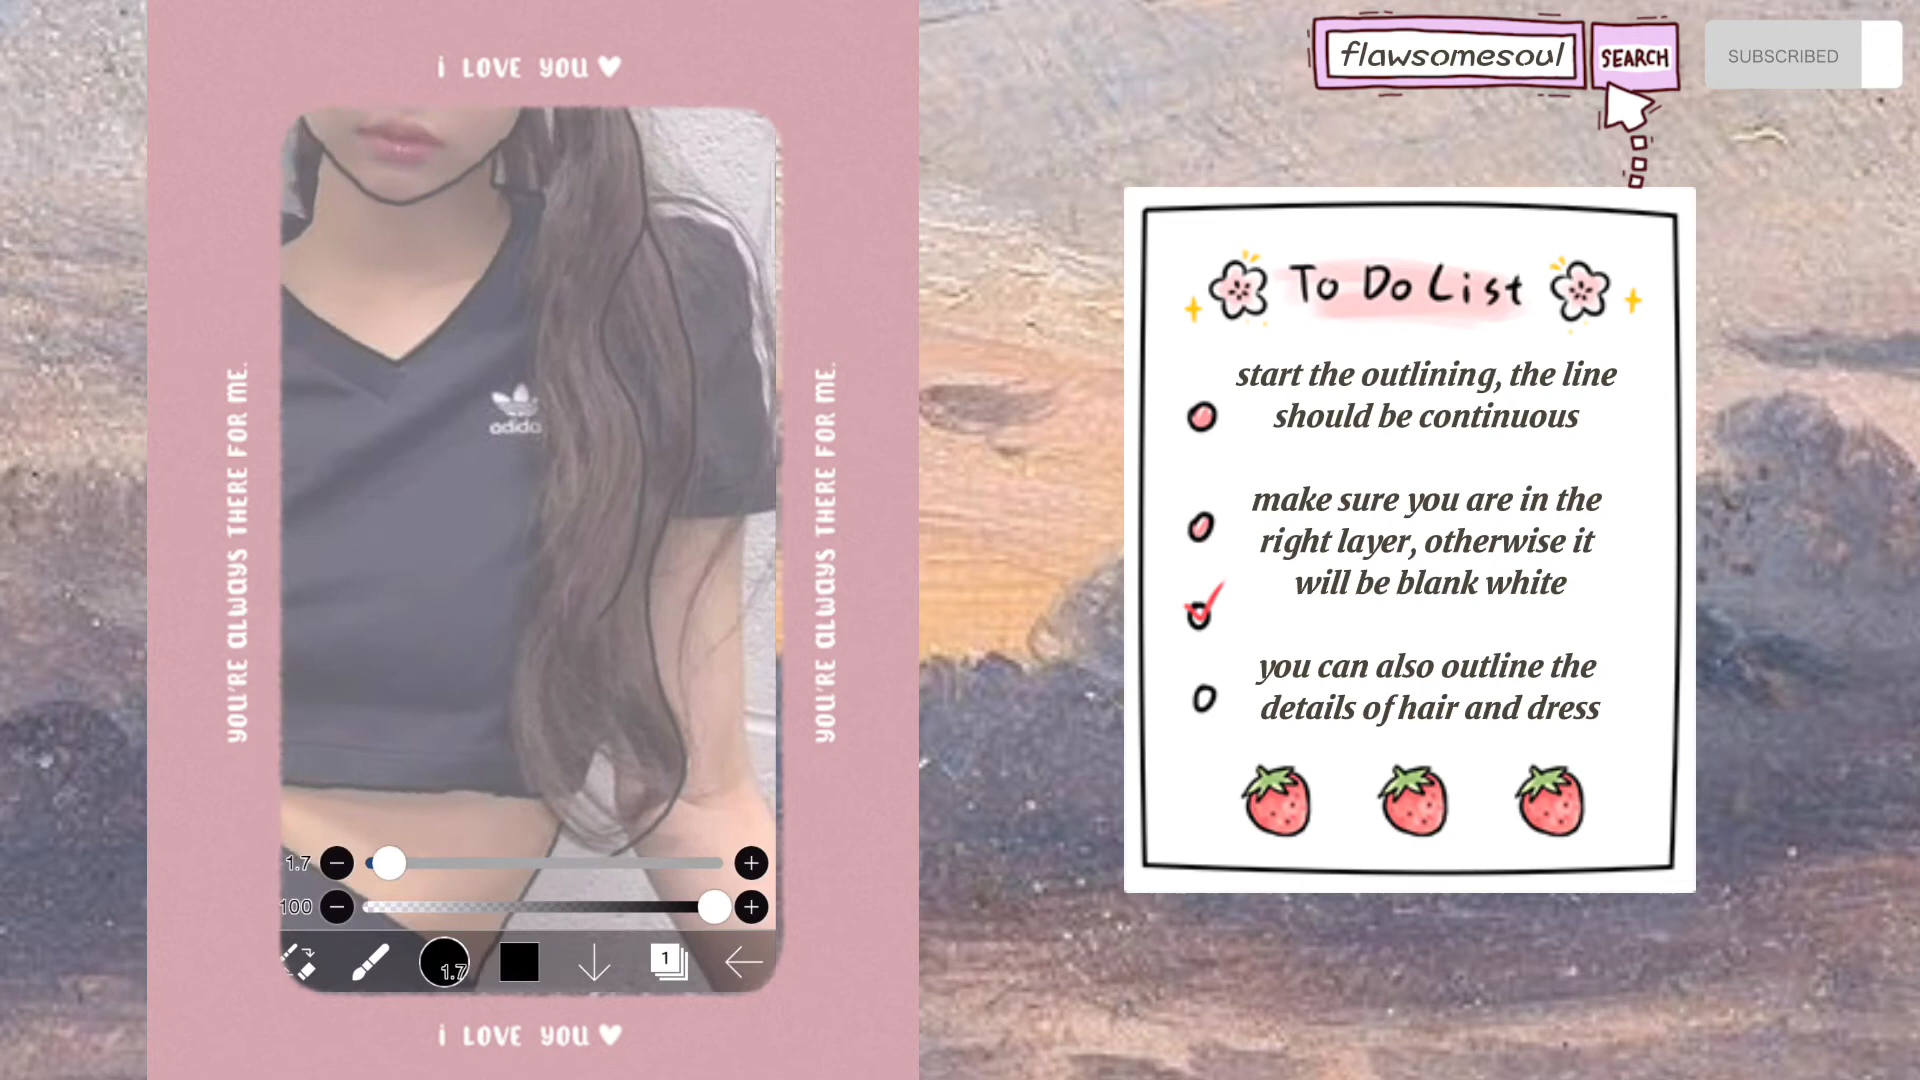 i LOVE YOU
flawsomesoul
SEARCH
SUBSCRIBED
YOU'RE ALWAYS THERE FOR ME.
adidas
YOU'RE ALWAYS THERE FOR ME.
To Do List
start the outlining, the line
should be continuous
make sure you are in the
right layer, otherwise it
will be blank white
you can also outline the
details of hair and dress
1.7
100
1.7
1
i LOVE YOU